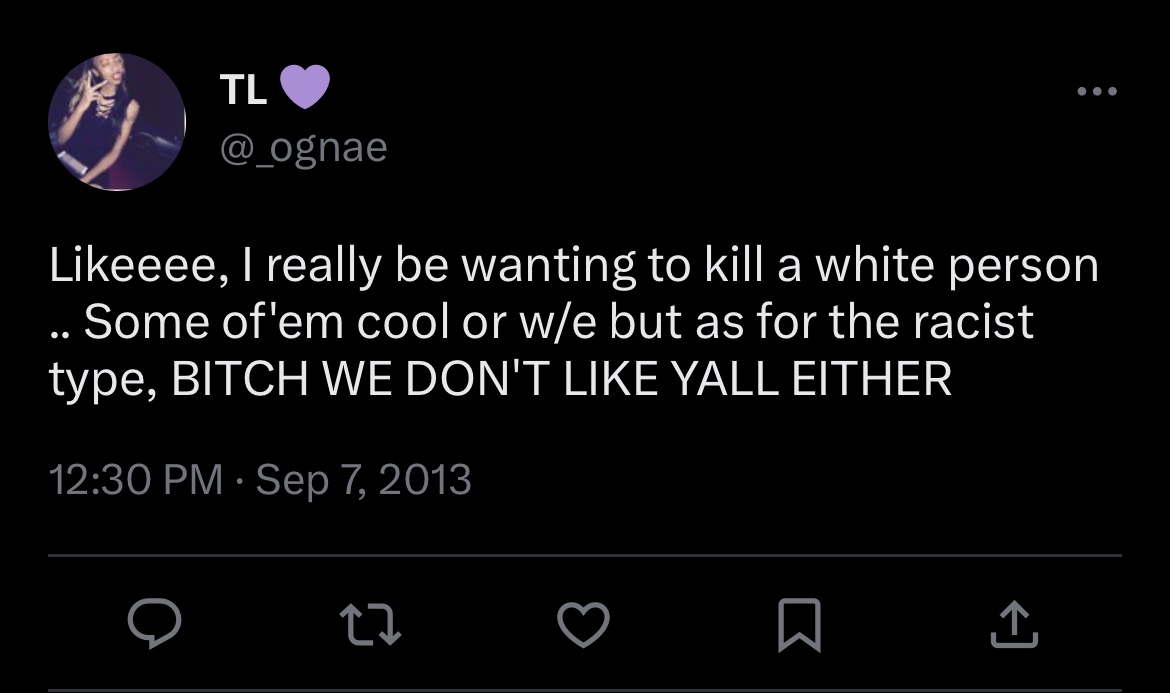 TL 💜
@_ognae
Likeeee, I really be wanting to kill a white person
.. Some of'em cool or w/e but as for the racist
type, BITCH WE DON'T LIKE YALL EITHER
12:30 PM · Sep 7, 2013